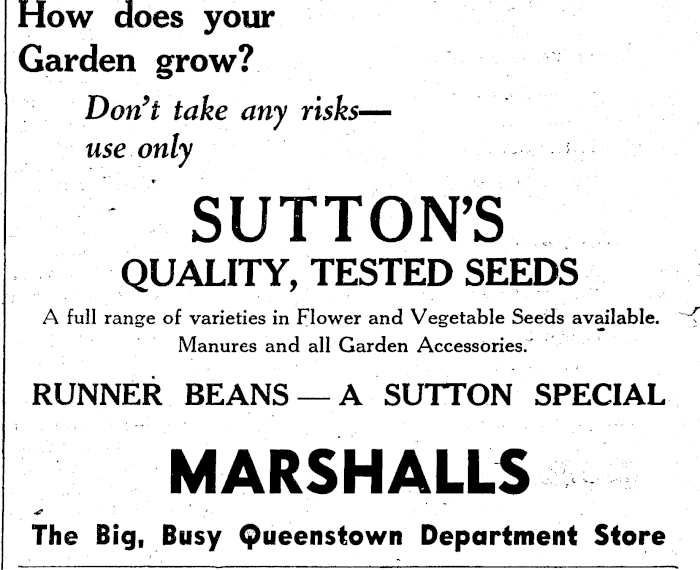 How does your
Garden grow?
Don't take any risks—
use only
SUTTON'S
QUALITY, TESTED SEEDS
A full range of varieties in Flower and Vegetable Seeds available.
Manures and all Garden Accessories.
RUNNER BEANS — A SUTTON SPECIAL
MARSHALLS
The Big, Busy Queenstown Department Store